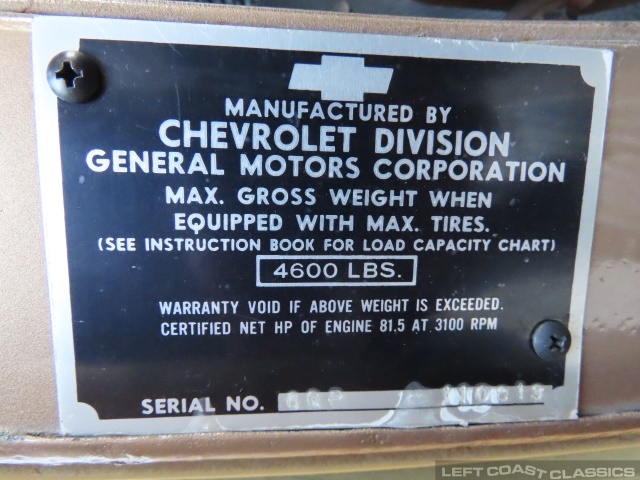 MANUFACTURED BY
CHEVROLET DIVISION
GENERAL MOTORS CORPORATION
MAX. GROSS WEIGHT WHEN
EQUIPPED WITH MAX. TIRES.
(SEE INSTRUCTION BOOK FOR LOAD CAPACITY CHART)
4600 LBS.
WARRANTY VOID IF ABOVE WEIGHT IS EXCEEDED.
CERTIFIED NET HP OF ENGINE 81.5 AT 3100 RPM
SERIAL NO.
LEFT COAST CLASSICS